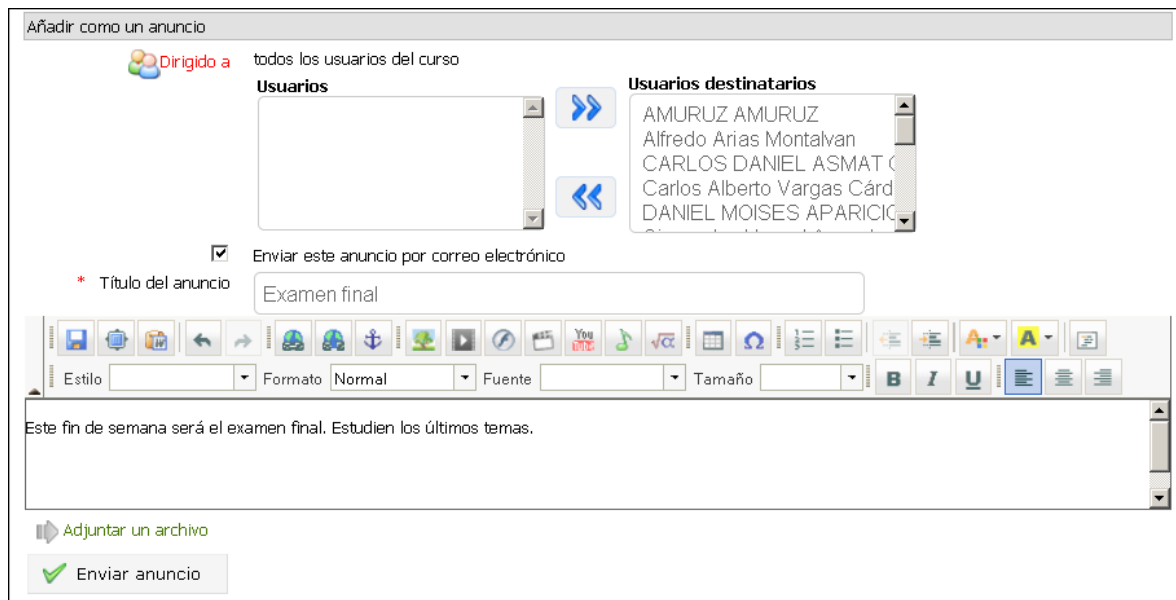 Añadir como un anuncio
Dirigido a todos los usuarios del curso
Usuarios
Usuarios destinatarios
AMURUZ AMURUZ
Alfredo Arias Montalvan
CARLOS DANIEL ASMAT
Carlos Alberto Vargas Cárd
DANIEL MOISES APARICIO
Enviar este anuncio por correo electrónico
* Título del anuncio
Examen final
You
Estilo Formato Normal Fuente Tamaño B I U
Este fin de semana será el examen final. Estudien los últimos temas.
Adjuntar un archivo
Enviar anuncio